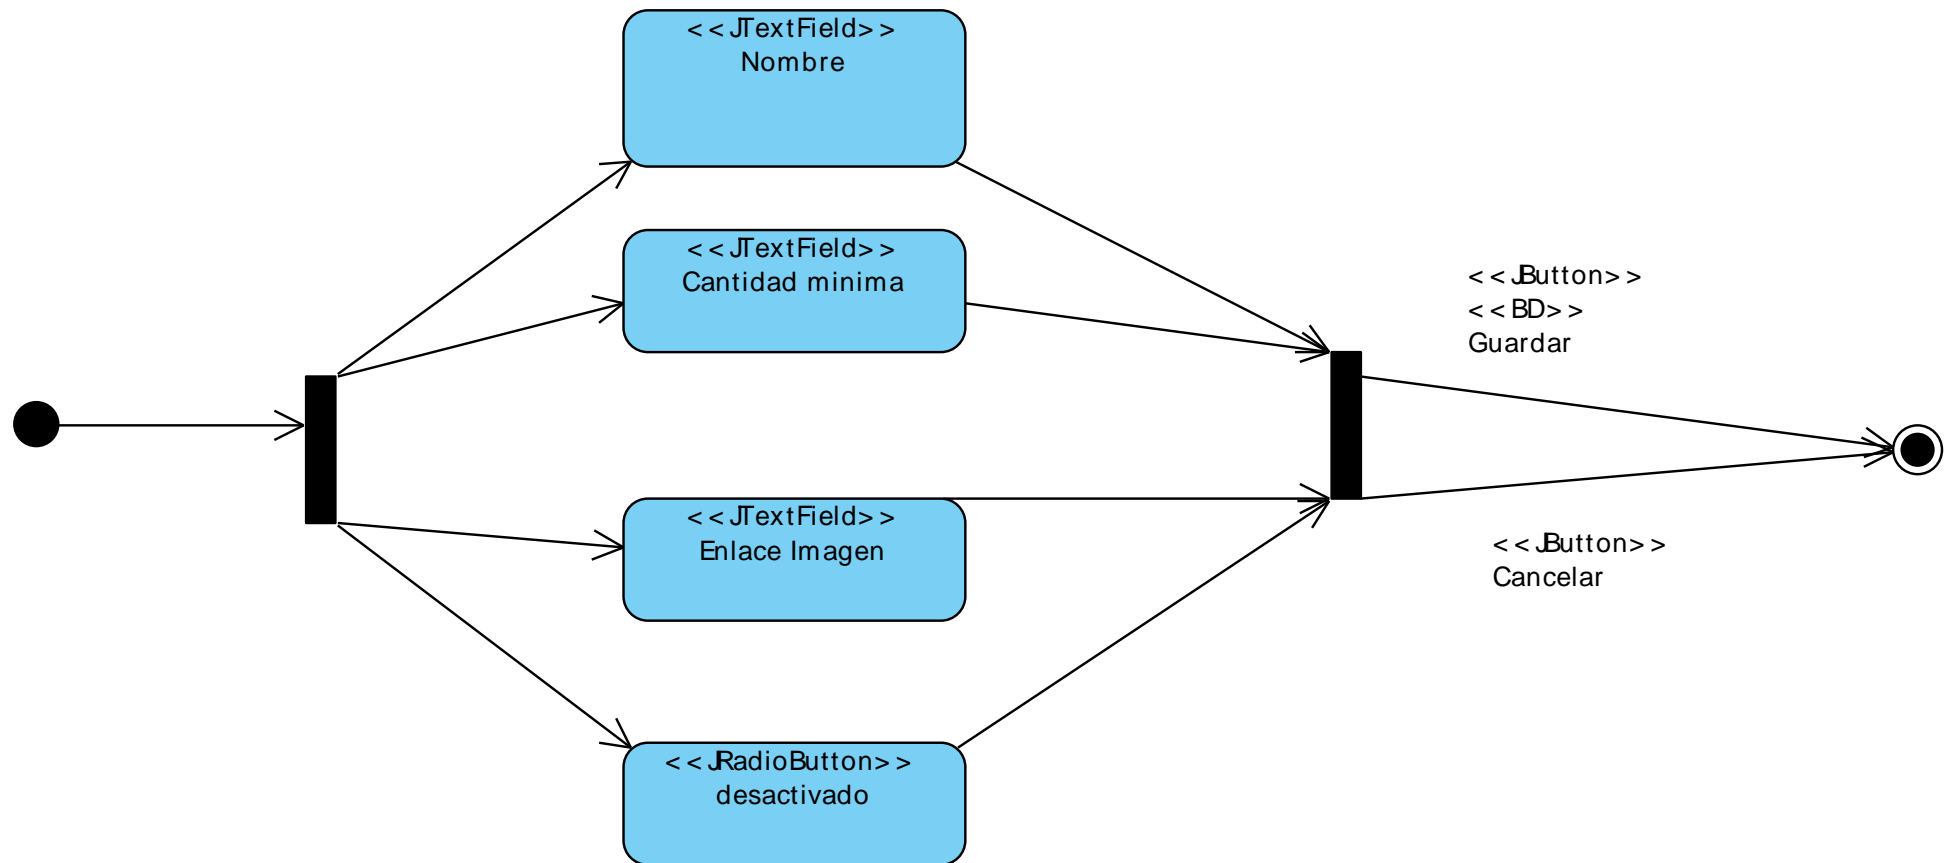 <<JTextField>>
Nombre
<<JTextField>>
Cantidad minima
<<JButton>>
<<BD>>
Guardar
<<JTextField>>
Enlace Imagen
<<JButton>>
Cancelar
<<JRadioButton>>
desactivado